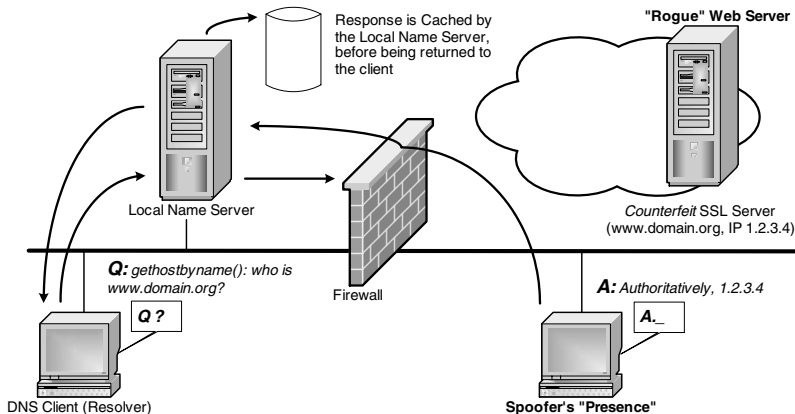 Response is Cached by
the Local Name Server,
before being returned to
the client
"Rogue" Web Server
Local Name Server
Counterfeit SSL Server
(www.domain.org, IP 1.2.3.4)
Q: gethostbyname(): who is
www.domain.org?
Firewall
A: Authoritatively, 1.2.3.4
Q ?
A._
DNS Client (Resolver)
Spoofer's "Presence"